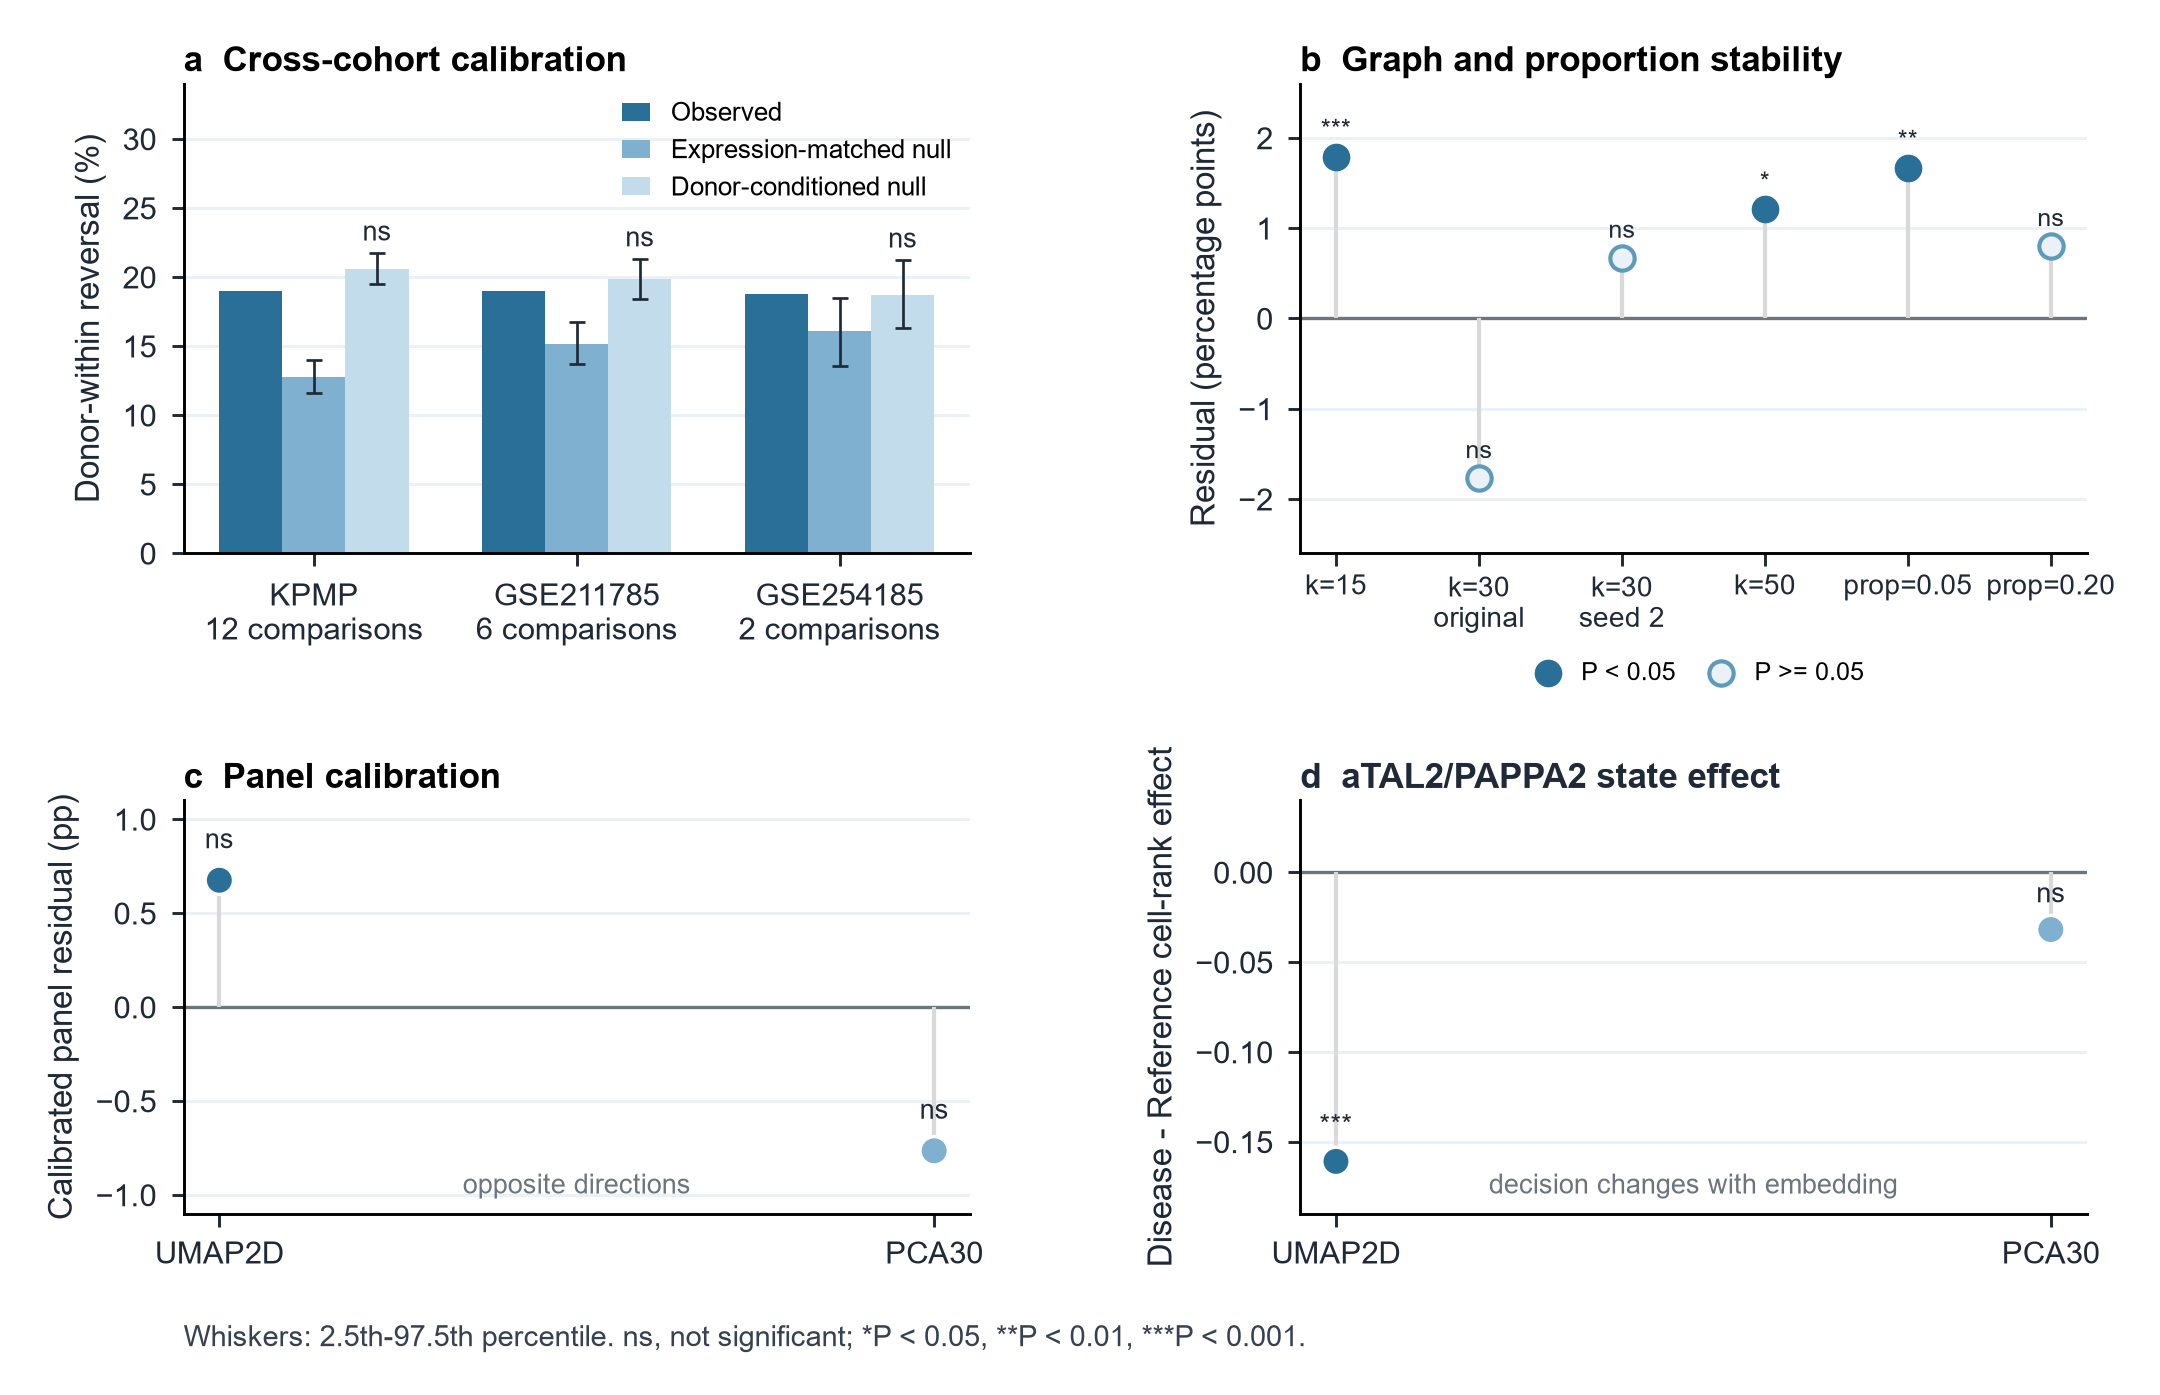 a Cross-cohort calibration
Donor-within reversal (%)
30
25
20
15
10
5
0
Observed
Expression-matched null
Donor-conditioned null
ns
ns
ns
KPMP
12 comparisons
GSE211785
6 comparisons
GSE254185
2 comparisons
b Graph and proportion stability
Residual (percentage points)
2
1
0
−1
−2
***
ns
ns
*
**
ns
k=15
k=30
original
k=30
seed 2
k=50
prop=0.05
prop=0.20
P < 0.05
P >= 0.05
c Panel calibration
Calibrated panel residual (pp)
1.0
0.5
0.0
−0.5
−1.0
ns
ns
opposite directions
UMAP2D
PCA30
d aTAL2/PAPPA2 state effect
Disease - Reference cell-rank effect
0.00
−0.05
−0.10
−0.15
***
ns
decision changes with embedding
UMAP2D
PCA30
Whiskers: 2.5th-97.5th percentile. ns, not significant; *P < 0.05, **P < 0.01, ***P < 0.001.